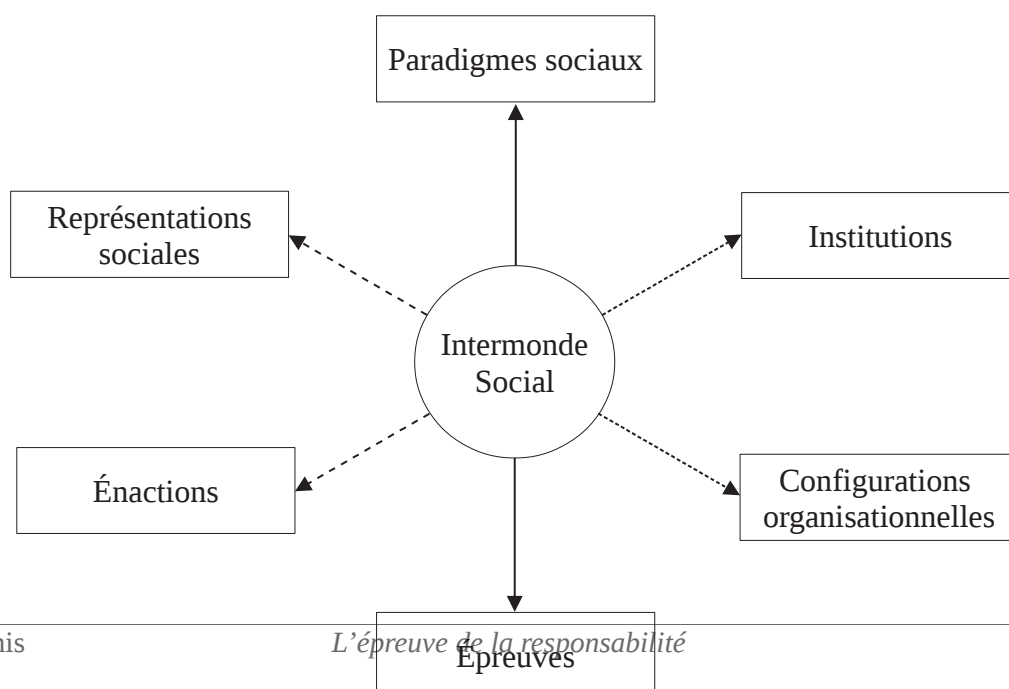 Paradigmes sociaux
Représentations
sociales
Institutions
Intermonde
Social
Énactions
Configurations
organisationnelles
L’épreuve de la responsabilité
Épreuves